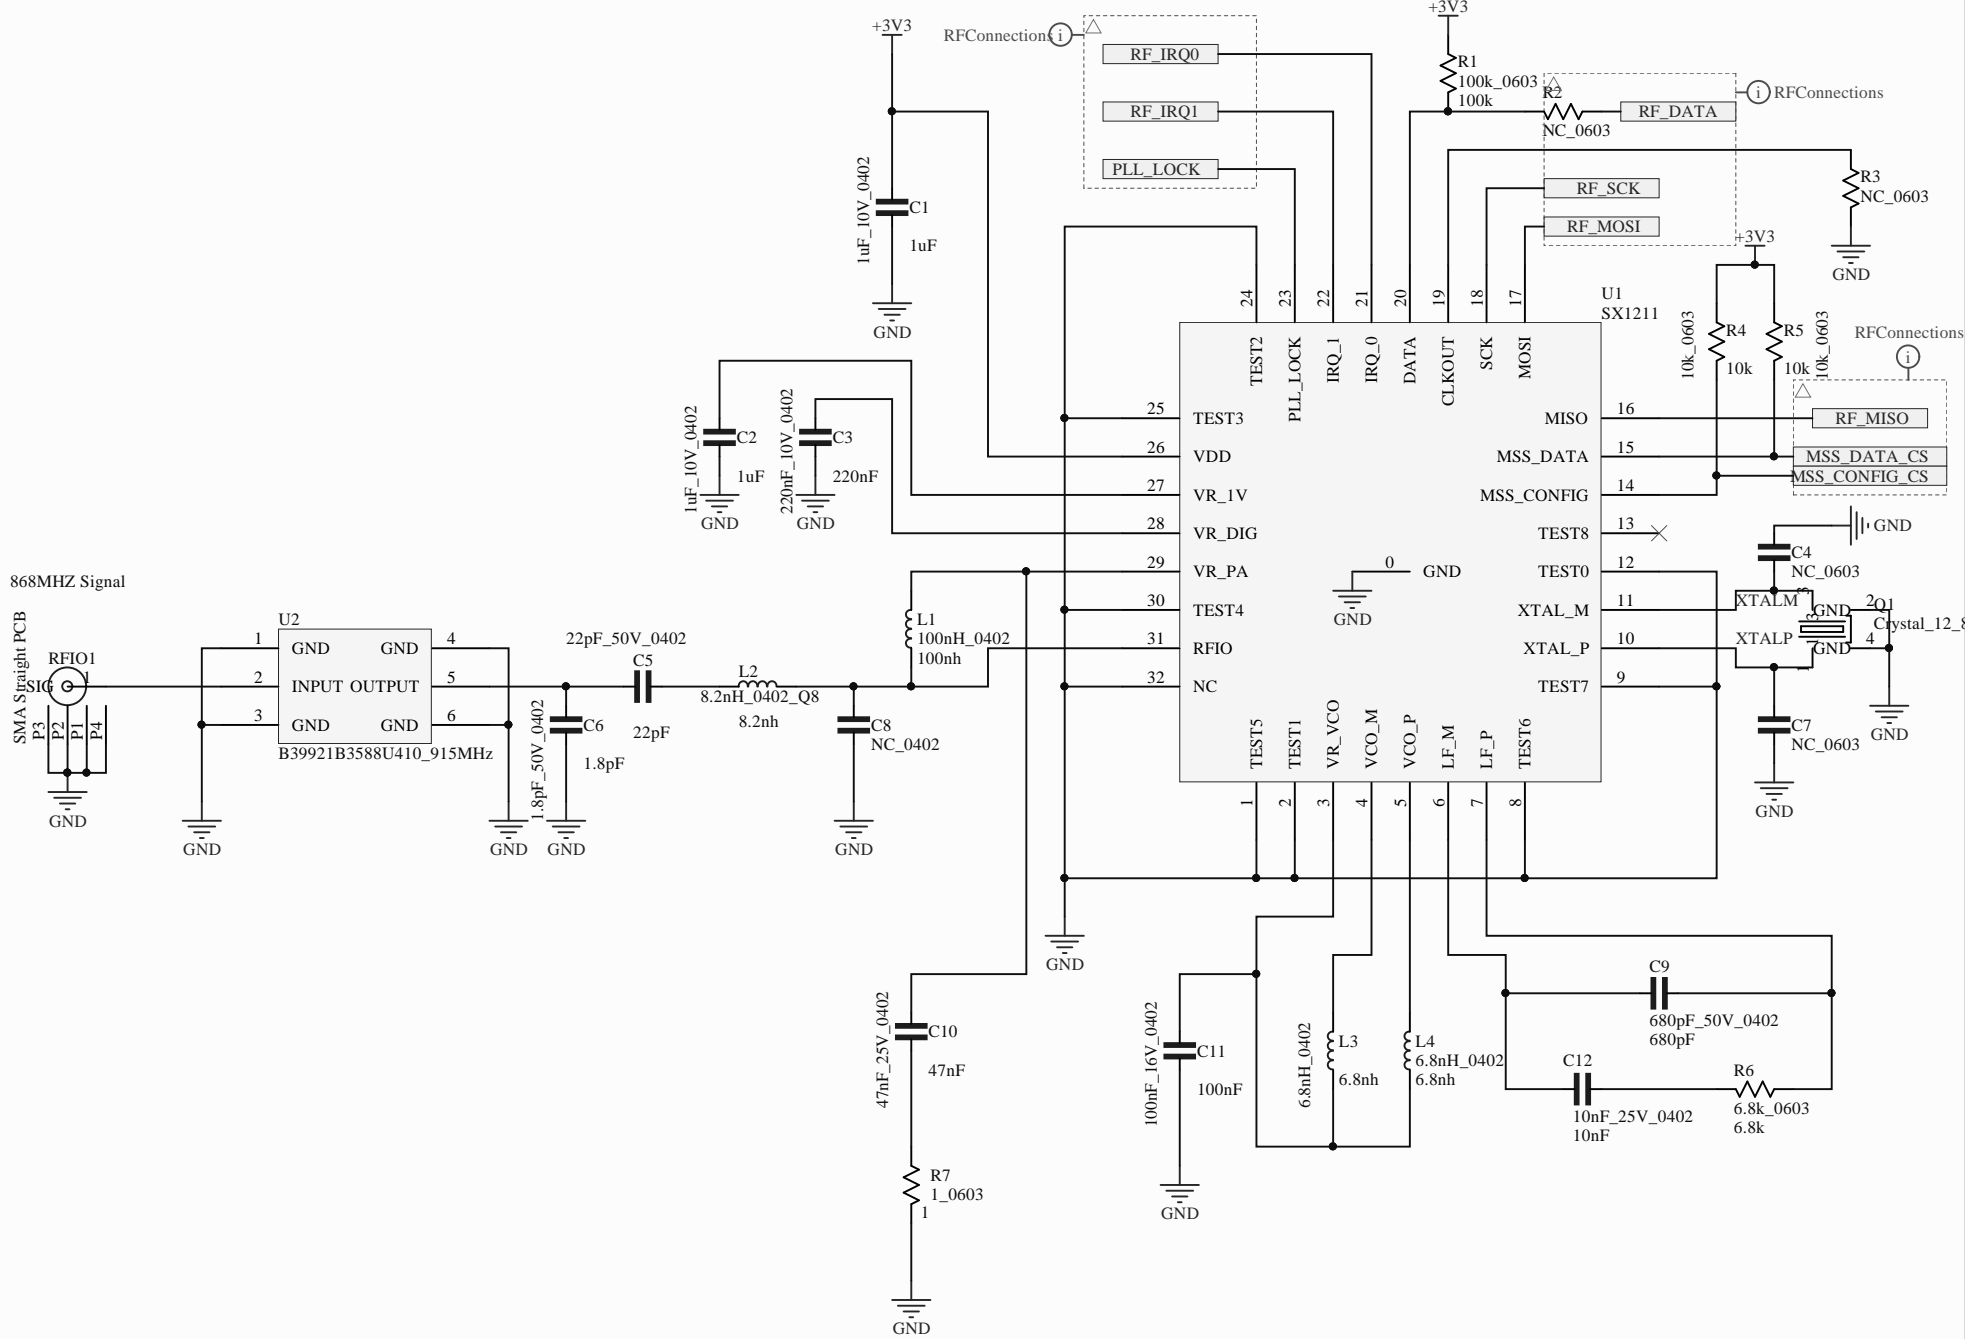 +3V3
RFConnections
i
RF_IRQ0
RF_IRQ1
PLL_LOCK
+3V3
R1
100k_0603
100k
R2
NC_0603
RF_DATA
i
RFConnections
RF_SCK
RF_MOSI
R3
NC_0603
GND
+3V3
C1
1uF_10V_0402
1uF
GND
U1
SX1211
24
23
22
21
20
19
18
17
TEST2
PLL_LOCK
IRQ_1
IRQ_0
DATA
CLKOUT
SCK
MOSI
10k_0603
R4
10k
R5
10k
10k_0603
RFConnections
i
RF_MISO
MSS_DATA_CS
MSS_CONFIG_CS
1uF_10V_0402
C2
1uF
GND
220nF_10V_0402
C3
220nF
GND
25
TEST3
26
VDD
27
VR_1V
28
VR_DIG
29
VR_PA
30
TEST4
31
RFIO
32
NC
0
GND
GND
MISO
16
MSS_DATA
15
MSS_CONFIG
14
TEST8
13
TEST0
12
XTAL_M
11
XTAL_P
10
TEST7
9
GND
C4
NC_0603
XTALM
XTALP
3
3
1
1
GND
2
GND
4
Q1
Crystal_12_8
GND
C7
NC_0603
GND
868MHZ Signal
SMA Straight PCB
RFIO1
SIG
1
P3
P2
P1
P4
GND
U2
1
GND
GND
4
2
INPUT
OUTPUT
5
3
GND
GND
6
B39921B3588U410_915MHz
GND
GND
22pF_50V_0402
C5
22pF
1.8pF_50V_0402
C6
1.8pF
GND
L2
8.2nH_0402_Q8
8.2nh
L1
100nH_0402
100nh
C8
NC_0402
GND
TEST5
TEST1
VR_VCO
VCO_M
VCO_P
LF_M
LF_P
TEST6
1
2
3
4
5
6
7
8
GND
47nF_25V_0402
C10
47nF
R7
1_0603
1
GND
100nF_16V_0402
C11
100nF
GND
6.8nH_0402
L3
6.8nh
L4
6.8nH_0402
6.8nh
C9
680pF_50V_0402
680pF
C12
10nF_25V_0402
10nF
R6
6.8k_0603
6.8k